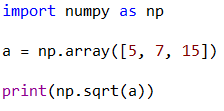 import numpy as np
a = np.array([5, 7, 15])
print(np.sqrt(a))